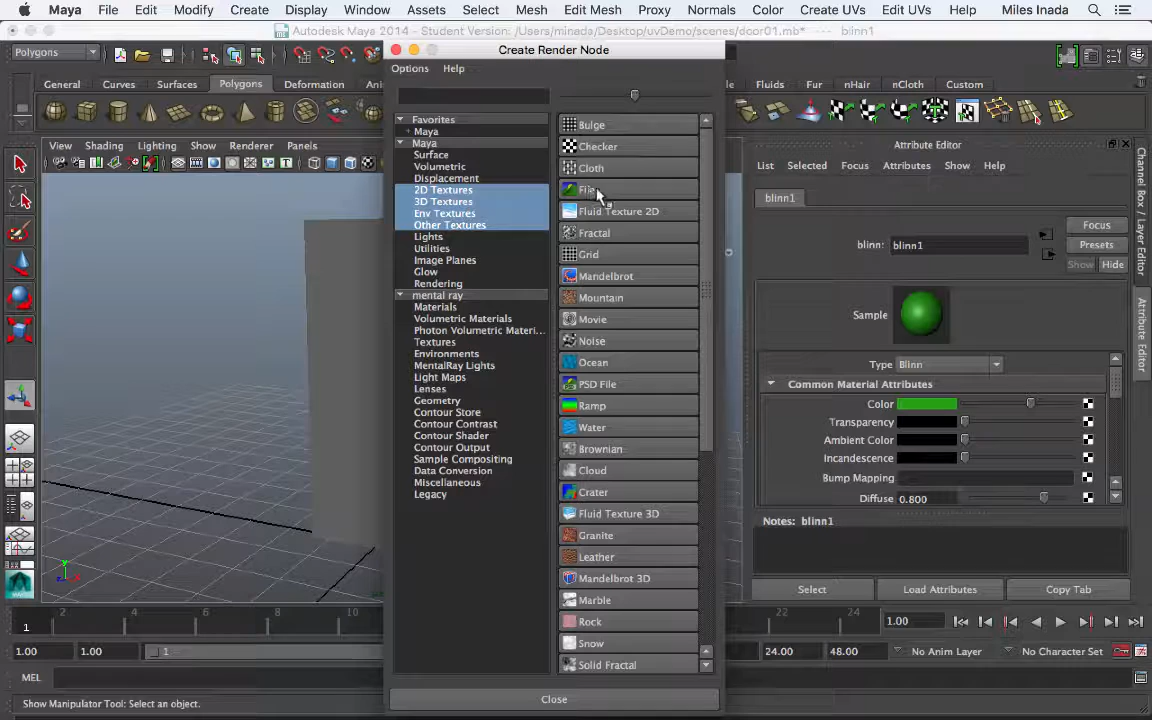 Maya File Edit Modify Create Display Window Assets Select Mesh Edit Mesh Proxy Normals Color Create UVs Edit UVs Help Miles Inada
Autodesk Maya 2014 - Student Version: /Users/minada/Desktop/uvDemo/scenes/door01.mb* --- blinn1
Polygons
Create Render Node
Options Help
General Curves Surfaces Polygons Deformation
Fluids Fur nHair nCloth Custom
View Shading Lighting Show Renderer Panels
Favorites
Maya
Maya
Surface
Volumetric
Displacement
2D Textures
3D Textures
Env Textures
Other Textures
Lights
Utilities
Image Planes
Glow
Rendering
mental ray
Materials
Volumetric Materials
Photon Volumetric Materi...
Textures
Environments
MentalRay Lights
Light Maps
Lenses
Geometry
Contour Store
Contour Contrast
Contour Shader
Contour Output
Sample Compositing
Data Conversion
Miscellaneous
Legacy
Bulge
Checker
Cloth
File
Fluid Texture 2D
Fractal
Grid
Mandelbrot
Mountain
Movie
Noise
Ocean
PSD File
Ramp
Water
Brownian
Cloud
Crater
Fluid Texture 3D
Granite
Leather
Mandelbrot 3D
Marble
Rock
Snow
Solid Fractal
Close
Attribute Editor
List Selected Focus Attributes Show Help
blinn1
blinn: blinn1
Focus
Presets
Show Hide
Sample
Type Blinn
Common Material Attributes
Color
Transparency
Ambient Color
Incandescence
Bump Mapping
Diffuse 0.800
Notes: blinn1
Select Load Attributes Copy Tab
Channel Box / Layer Editor
Attribute Editor
2 4 6 8 10 22 24
1
1.00
1.00 1.00 1 24.00 48.00 No Anim Layer No Character Set
MEL
Show Manipulator Tool: Select an object.